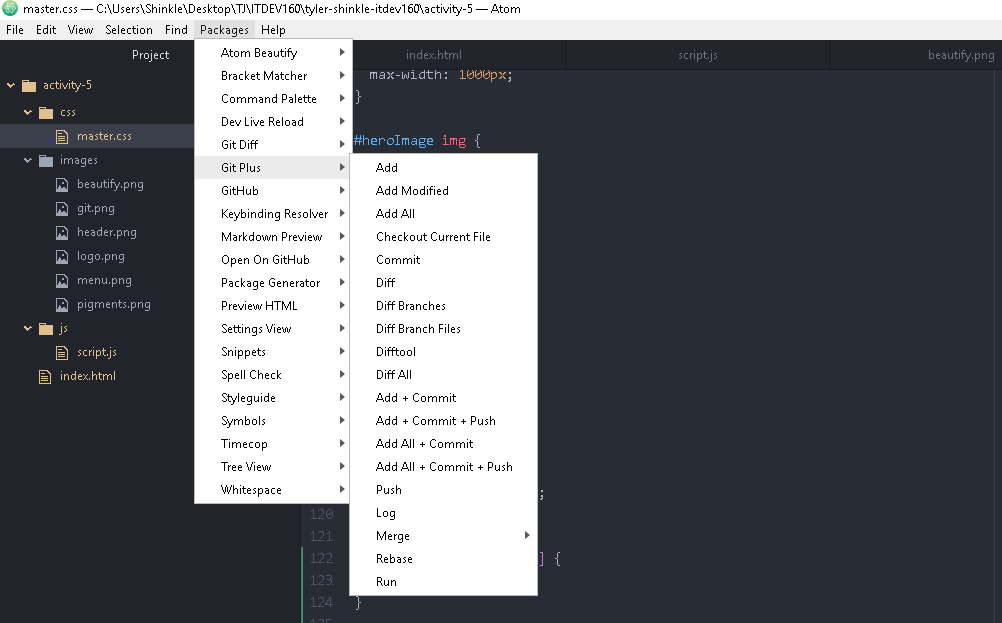 master.css — C:\Users\Shinkle\Desktop\TJ\ITDEV160\tyler-shinkle-itdev160\activity-5 — Atom
File Edit View Selection Find Packages Help
Project
activity-5
css
master.css
images
beautify.png
git.png
header.png
logo.png
menu.png
pigments.png
js
script.js
index.html
Atom Beautify
Bracket Matcher
Command Palette
Dev Live Reload
Git Diff
Git Plus
GitHub
Keybinding Resolver
Markdown Preview
Open On GitHub
Package Generator
Preview HTML
Settings View
Snippets
Spell Check
Styleguide
Symbols
Timecop
Tree View
Whitespace
Add
Add Modified
Add All
Checkout Current File
Commit
Diff
Diff Branches
Diff Branch Files
Difftool
Diff All
Add + Commit
Add + Commit + Push
Add All + Commit
Add All + Commit + Push
Push
Log
Merge
Rebase
Run
index.html script.js beautify.png
max-width: 1000px;
}
#heroImage img {
;
120
121
122 ] {
123
124 }